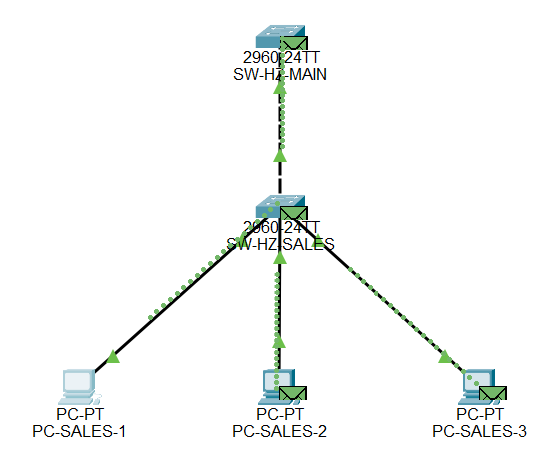 2960-24TT
SW-HZ-MAIN
2960-24TT
SW-HZ-SALES
PC-PT
PC-SALES-1
PC-PT
PC-SALES-2
PC-PT
PC-SALES-3